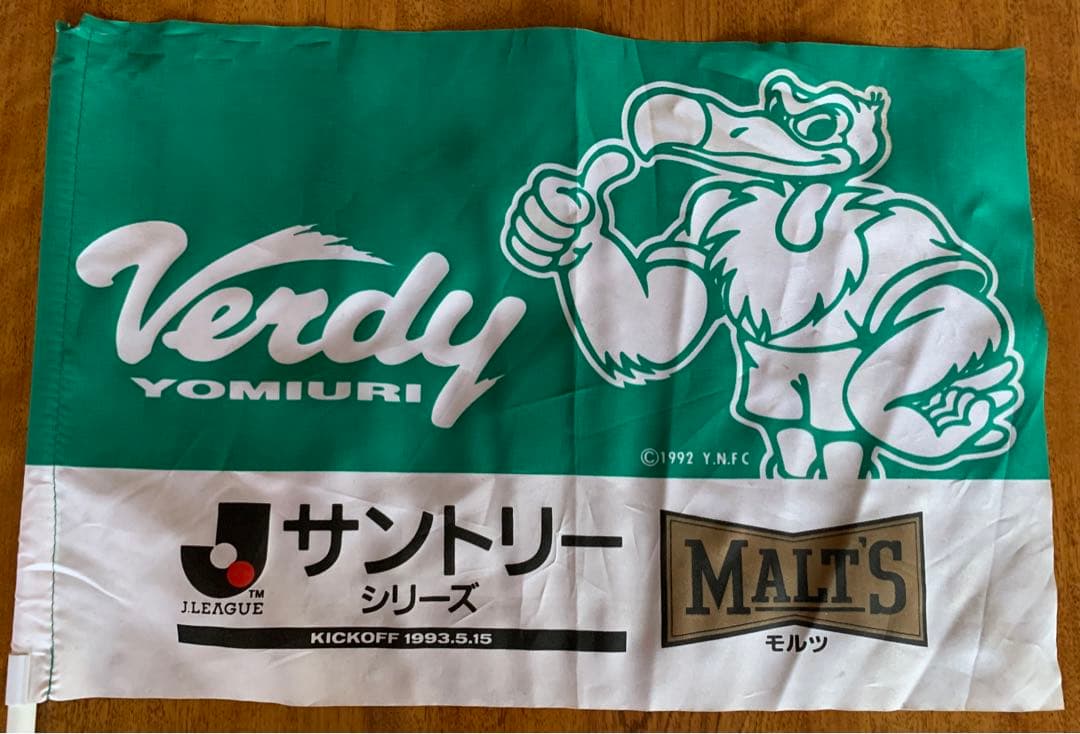 Verdy
YOMIURI
©1992 Y.N.F C
J.LEAGUE
TM
サントリー
シリーズ
KICKOFF 1993.5.15
MALT'S
モルツ